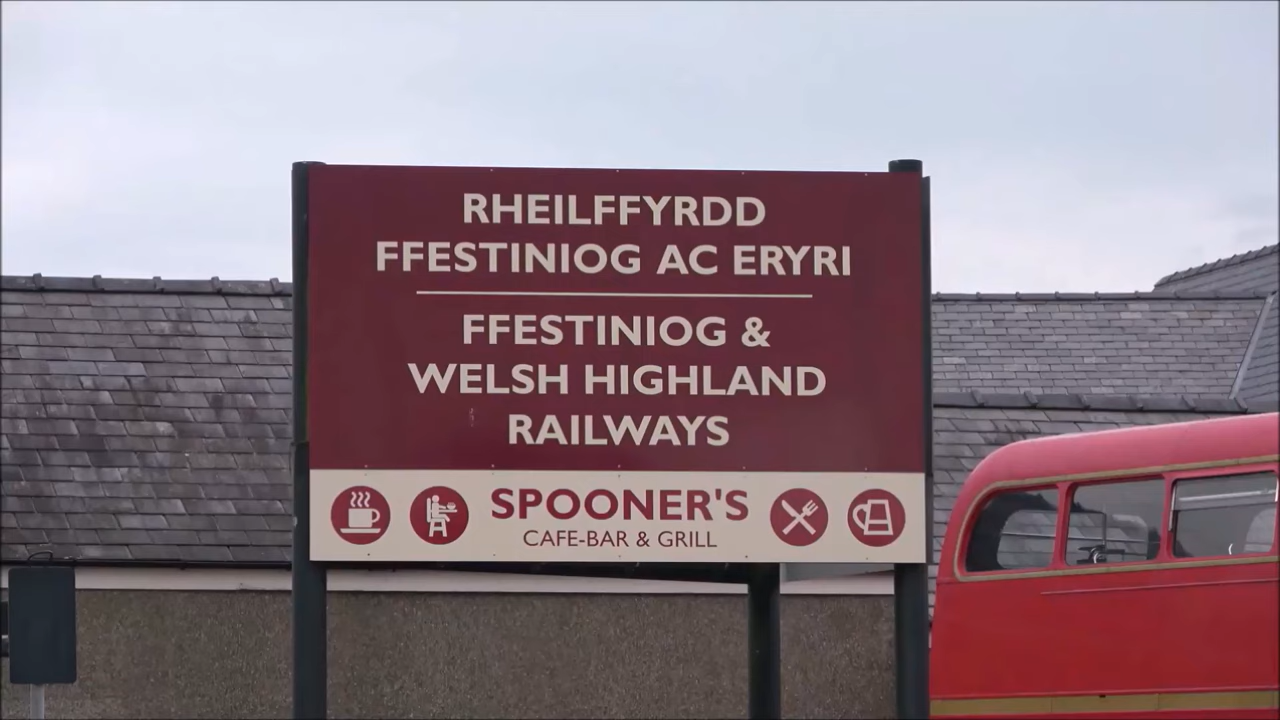 RHEILFFYRDD
FFESTINIOG AC ERYRI
FFESTINIOG &
WELSH HIGHLAND
RAILWAYS
SPOONER'S
CAFE-BAR & GRILL